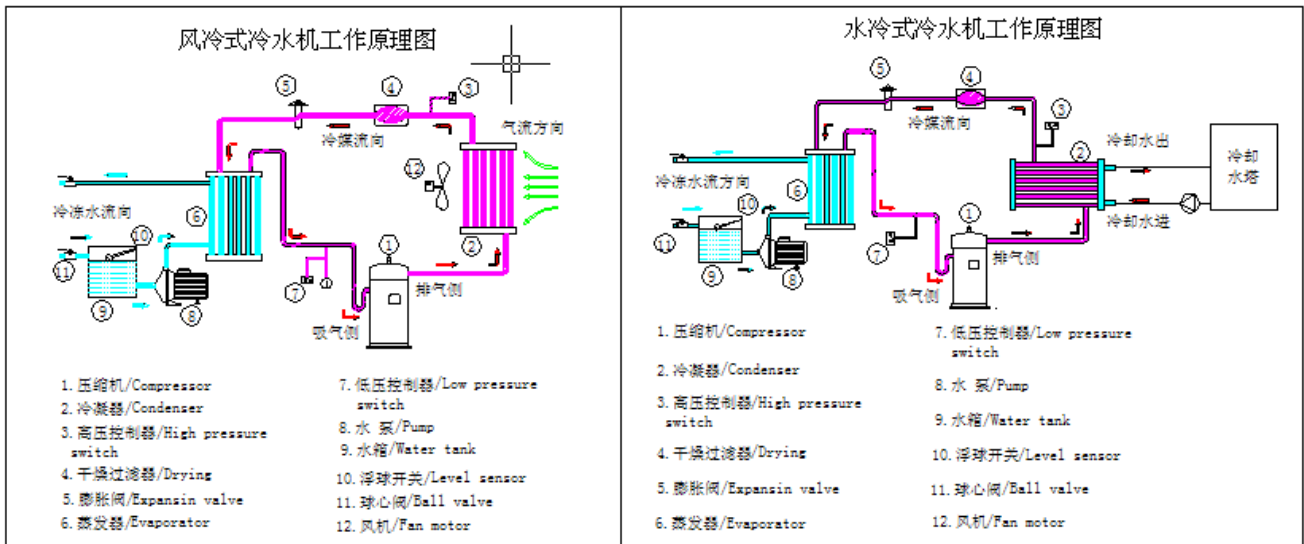 风冷式冷水机工作原理图
⑤
④
③
冷媒流向
气流方向
⑫
冷冻水流向
⑥
⑩
⑪
①
②
⑦
排气侧
⑨
⑧
吸气侧
1. 压缩机/Compressor
2. 冷凝器/Condenser
3. 高压控制器/High pressure
switch
4. 干燥过滤器/Drying
5. 膨胀阀/Expansin valve
6. 蒸发器/Evaporator
7. 低压控制器/Low pressure
switch
8. 水 泵/Pump
9. 水箱/Water tank
10. 浮球开关/Level sensor
11. 球心阀/Ball valve
12. 风机/Fan motor
水冷式冷水机工作原理图
⑤
④
③
冷媒流向
冷却水出
②
冷却
水塔
冷冻水流方向
⑥
⑩
①
冷却水进
⑪
⑦
排气侧
⑨
⑧
吸气侧
1. 压缩机/Compressor
2. 冷凝器/Condenser
3. 高压控制器/High pressure
switch
4. 干燥过滤器/Drying
5. 膨胀阀/Expansin valve
6. 蒸发器/Evaporator
7. 低压控制器/Low pressure
switch
8. 水 泵/Pump
9. 水箱/Water tank
10. 浮球开关/Level sensor
11. 球心阀/Ball valve
12. 风机/Fan motor